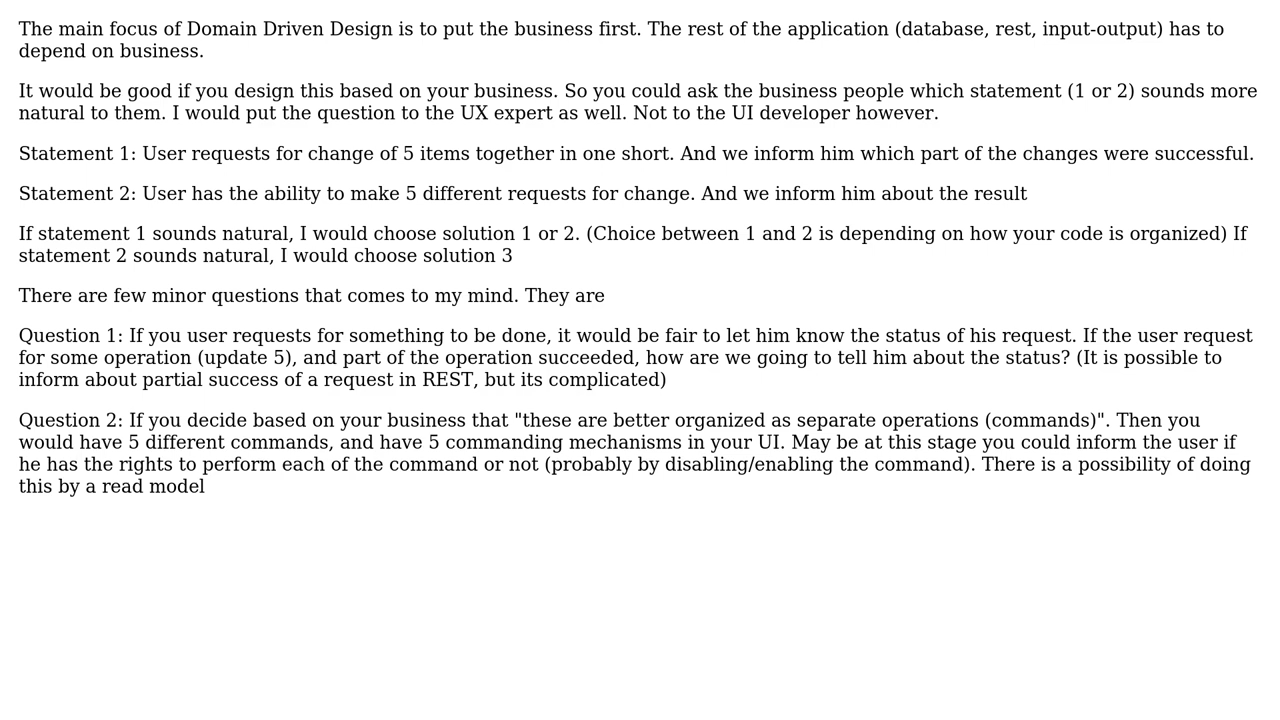 The main focus of Domain Driven Design is to put the business first. The rest of the application (database, rest, input-output) has to
depend on business.
It would be good if you design this based on your business. So you could ask the business people which statement (1 or 2) sounds more
natural to them. I would put the question to the UX expert as well. Not to the UI developer however.
Statement 1: User requests for change of 5 items together in one short. And we inform him which part of the changes were successful.
Statement 2: User has the ability to make 5 different requests for change. And we inform him about the result
If statement 1 sounds natural, I would choose solution 1 or 2. (Choice between 1 and 2 is depending on how your code is organized) If
statement 2 sounds natural, I would choose solution 3
There are few minor questions that comes to my mind. They are
Question 1: If you user requests for something to be done, it would be fair to let him know the status of his request. If the user request
for some operation (update 5), and part of the operation succeeded, how are we going to tell him about the status? (It is possible to
inform about partial success of a request in REST, but its complicated)
Question 2: If you decide based on your business that "these are better organized as separate operations (commands)". Then you
would have 5 different commands, and have 5 commanding mechanisms in your UI. May be at this stage you could inform the user if
he has the rights to perform each of the command or not (probably by disabling/enabling the command). There is a possibility of doing
this by a read model